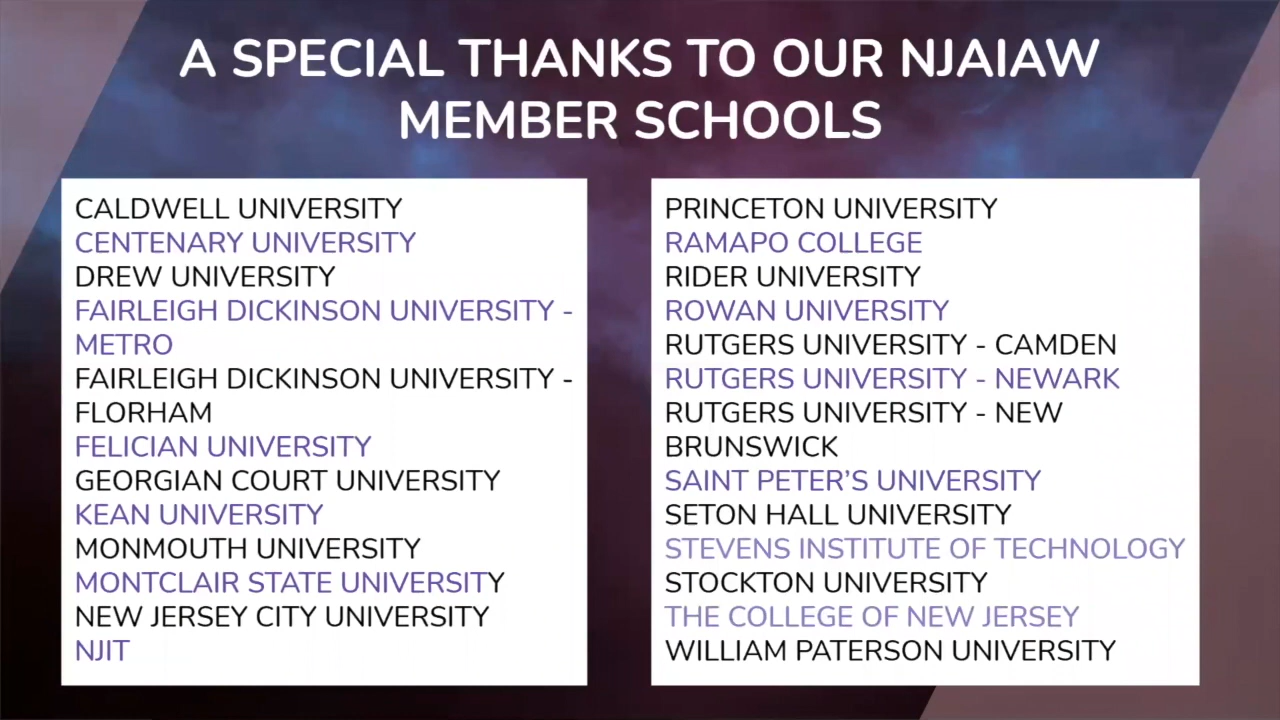 A SPECIAL THANKS TO OUR NJAIAW
MEMBER SCHOOLS
CALDWELL UNIVERSITY
CENTENARY UNIVERSITY
DREW UNIVERSITY
FAIRLEIGH DICKINSON UNIVERSITY -
METRO
FAIRLEIGH DICKINSON UNIVERSITY -
FLORHAM
FELICIAN UNIVERSITY
GEORGIAN COURT UNIVERSITY
KEAN UNIVERSITY
MONMOUTH UNIVERSITY
MONTCLAIR STATE UNIVERSITY
NEW JERSEY CITY UNIVERSITY
NJIT
PRINCETON UNIVERSITY
RAMAPO COLLEGE
RIDER UNIVERSITY
ROWAN UNIVERSITY
RUTGERS UNIVERSITY - CAMDEN
RUTGERS UNIVERSITY - NEWARK
RUTGERS UNIVERSITY - NEW
BRUNSWICK
SAINT PETER’S UNIVERSITY
SETON HALL UNIVERSITY
STEVENS INSTITUTE OF TECHNOLOGY
STOCKTON UNIVERSITY
THE COLLEGE OF NEW JERSEY
WILLIAM PATERSON UNIVERSITY